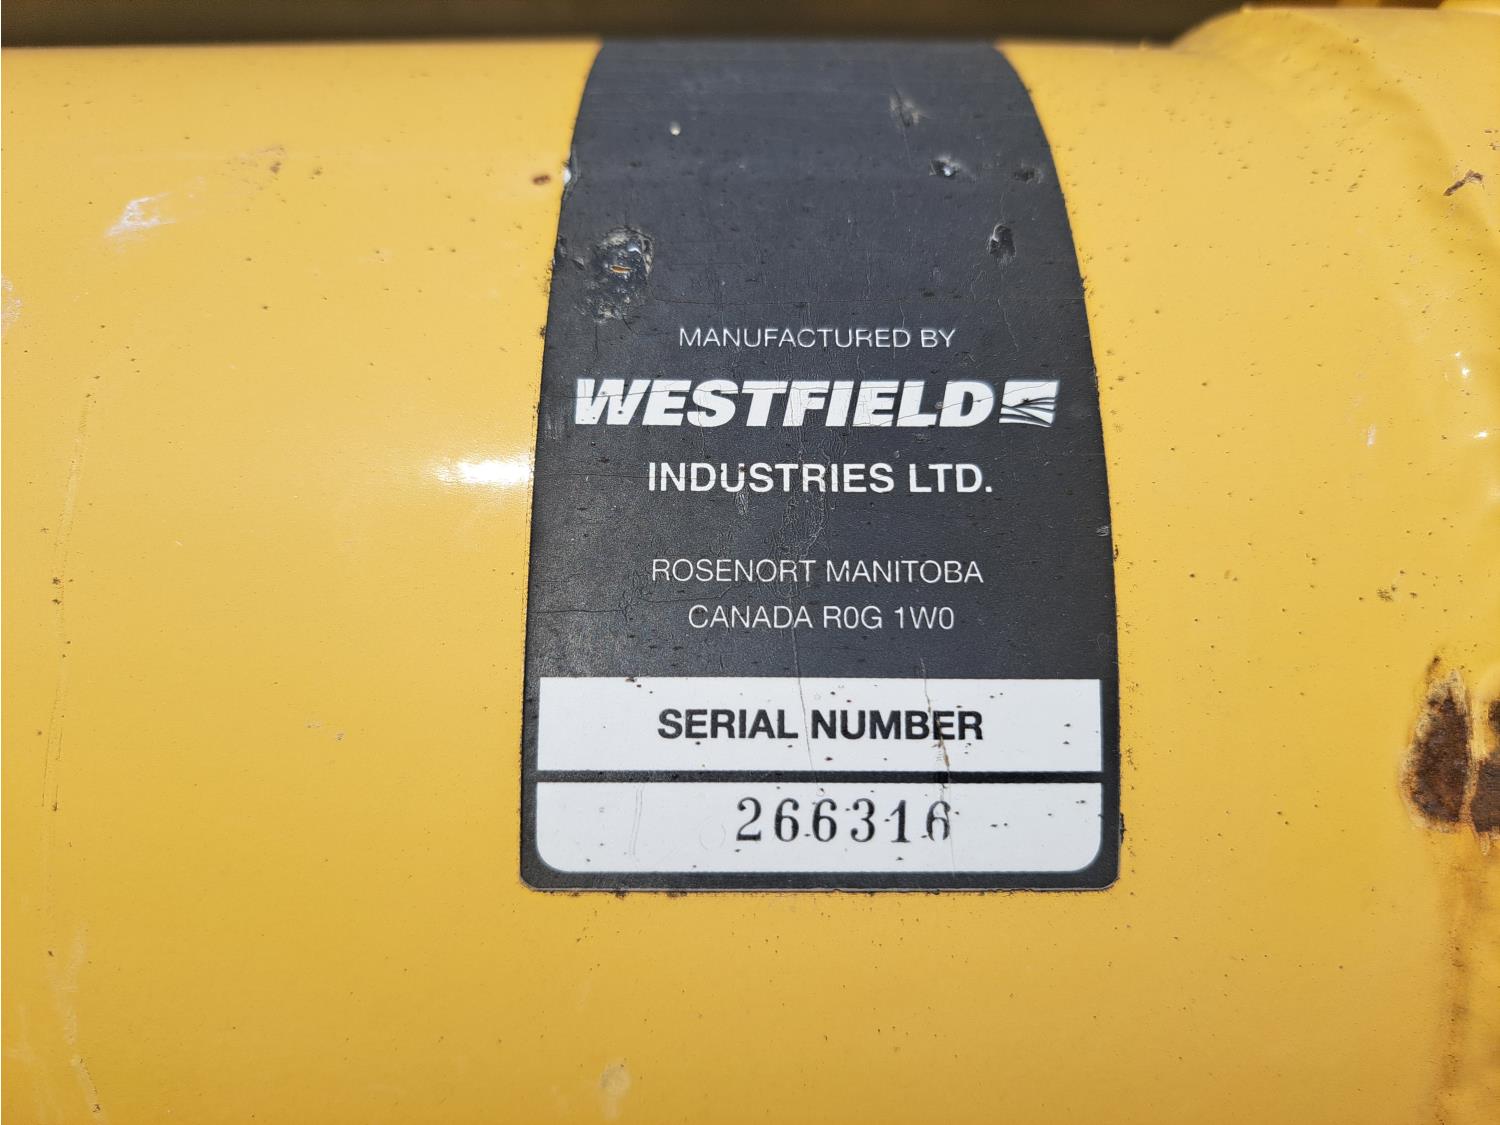 MANUFACTURED BY
WESTFIELD
INDUSTRIES LTD.
ROSENORT MANITOBA
CANADA R0G 1W0
SERIAL NUMBER
266316